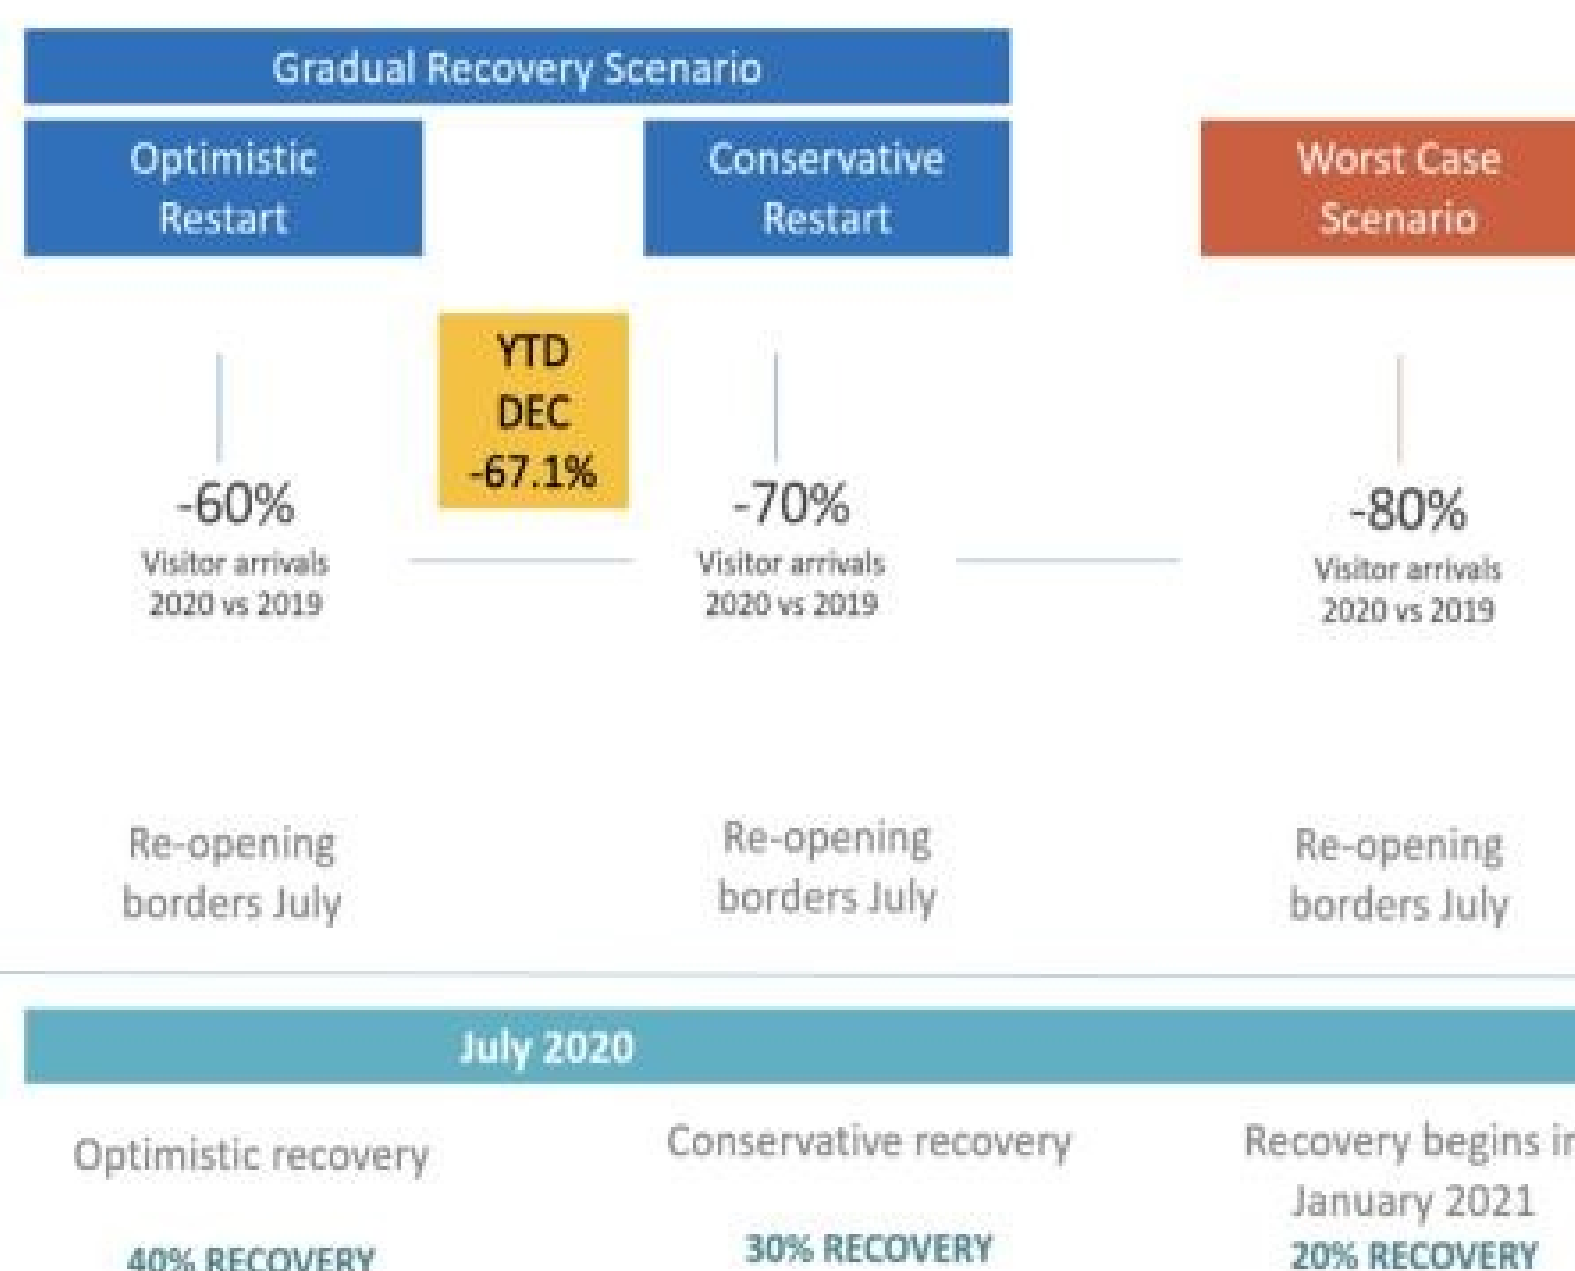 Gradual Recovery Scenario
Optimistic
Restart
Conservative
Restart
Worst Case
Scenario
YTD
DEC
-67.1%
-60%
Visitor arrivals
2020 vs 2019
-70%
Visitor arrivals
2020 vs 2019
-80%
Visitor arrivals
2020 vs 2019
Re-opening
borders July
Re-opening
borders July
Re-opening
borders July
July 2020
Optimistic recovery
40% RECOVERY
Conservative recovery
30% RECOVERY
Recovery begins in
January 2021
20% RECOVERY